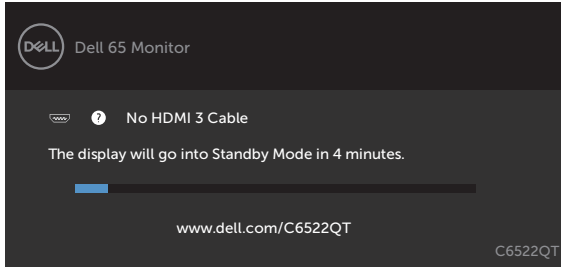 DELL Dell 65 Monitor
? No HDMI 3 Cable
The display will go into Standby Mode in 4 minutes.
www.dell.com/C6522QT
C6522QT